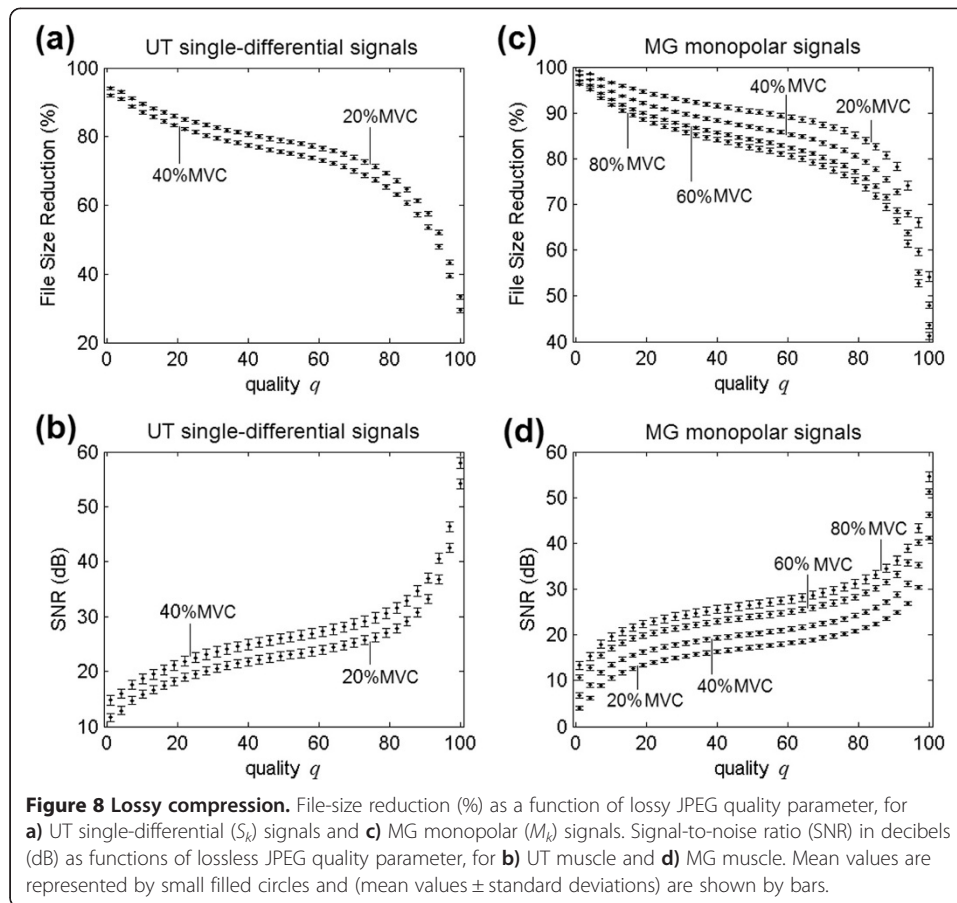 (a)
UT single-differential signals
File Size Reduction (%)
100
80
60
40
20
20%MVC
40%MVC
0 20 40 60 80 100
quality q
(c)
MG monopolar signals
File Size Reduction (%)
100
90
80
70
60
50
40
40%MVC
20%MVC
80%MVC
60%MVC
0 20 40 60 80 100
quality q
(b)
UT single-differential signals
SNR (dB)
60
50
40
30
20
10
40%MVC
20%MVC
0 20 40 60 80 100
quality q
(d)
MG monopolar signals
SNR (dB)
60
50
40
30
20
10
0
80%MVC
60%MVC
20%MVC
40%MVC
0 20 40 60 80 100
quality q
Figure 8 Lossy compression. File-size reduction (%) as a function of lossy JPEG quality parameter, for
a) UT single-differential (Sk) signals and c) MG monopolar (Mk) signals. Signal-to-noise ratio (SNR) in decibels
(dB) as functions of lossless JPEG quality parameter, for b) UT muscle and d) MG muscle. Mean values are
represented by small filled circles and (mean values ± standard deviations) are shown by bars.